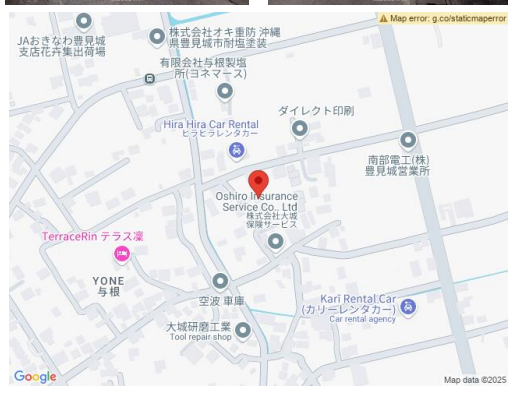 Map error: g.co/staticmaperror
JAおきなわ豊見城
支店花卉集出荷場
株式会社オキ重防 沖縄
県豊見城市耐塩塗装
有限会社与根製塩
所(ヨネマース)
ダイレクト印刷
Hira Hira Car Rental
ヒラヒラレンタカー
南部電工(株)
豊見城営業所
Oshiro Insurance
Service Co., Ltd
株式会社大城
保険サービス
TerraceRin テラス凜
YONE
与根
空波 車庫
Kari Rental Car
(カリーレンタカー)
Car rental agency
大城研磨工業
Tool repair shop
Google
Map data ©2025